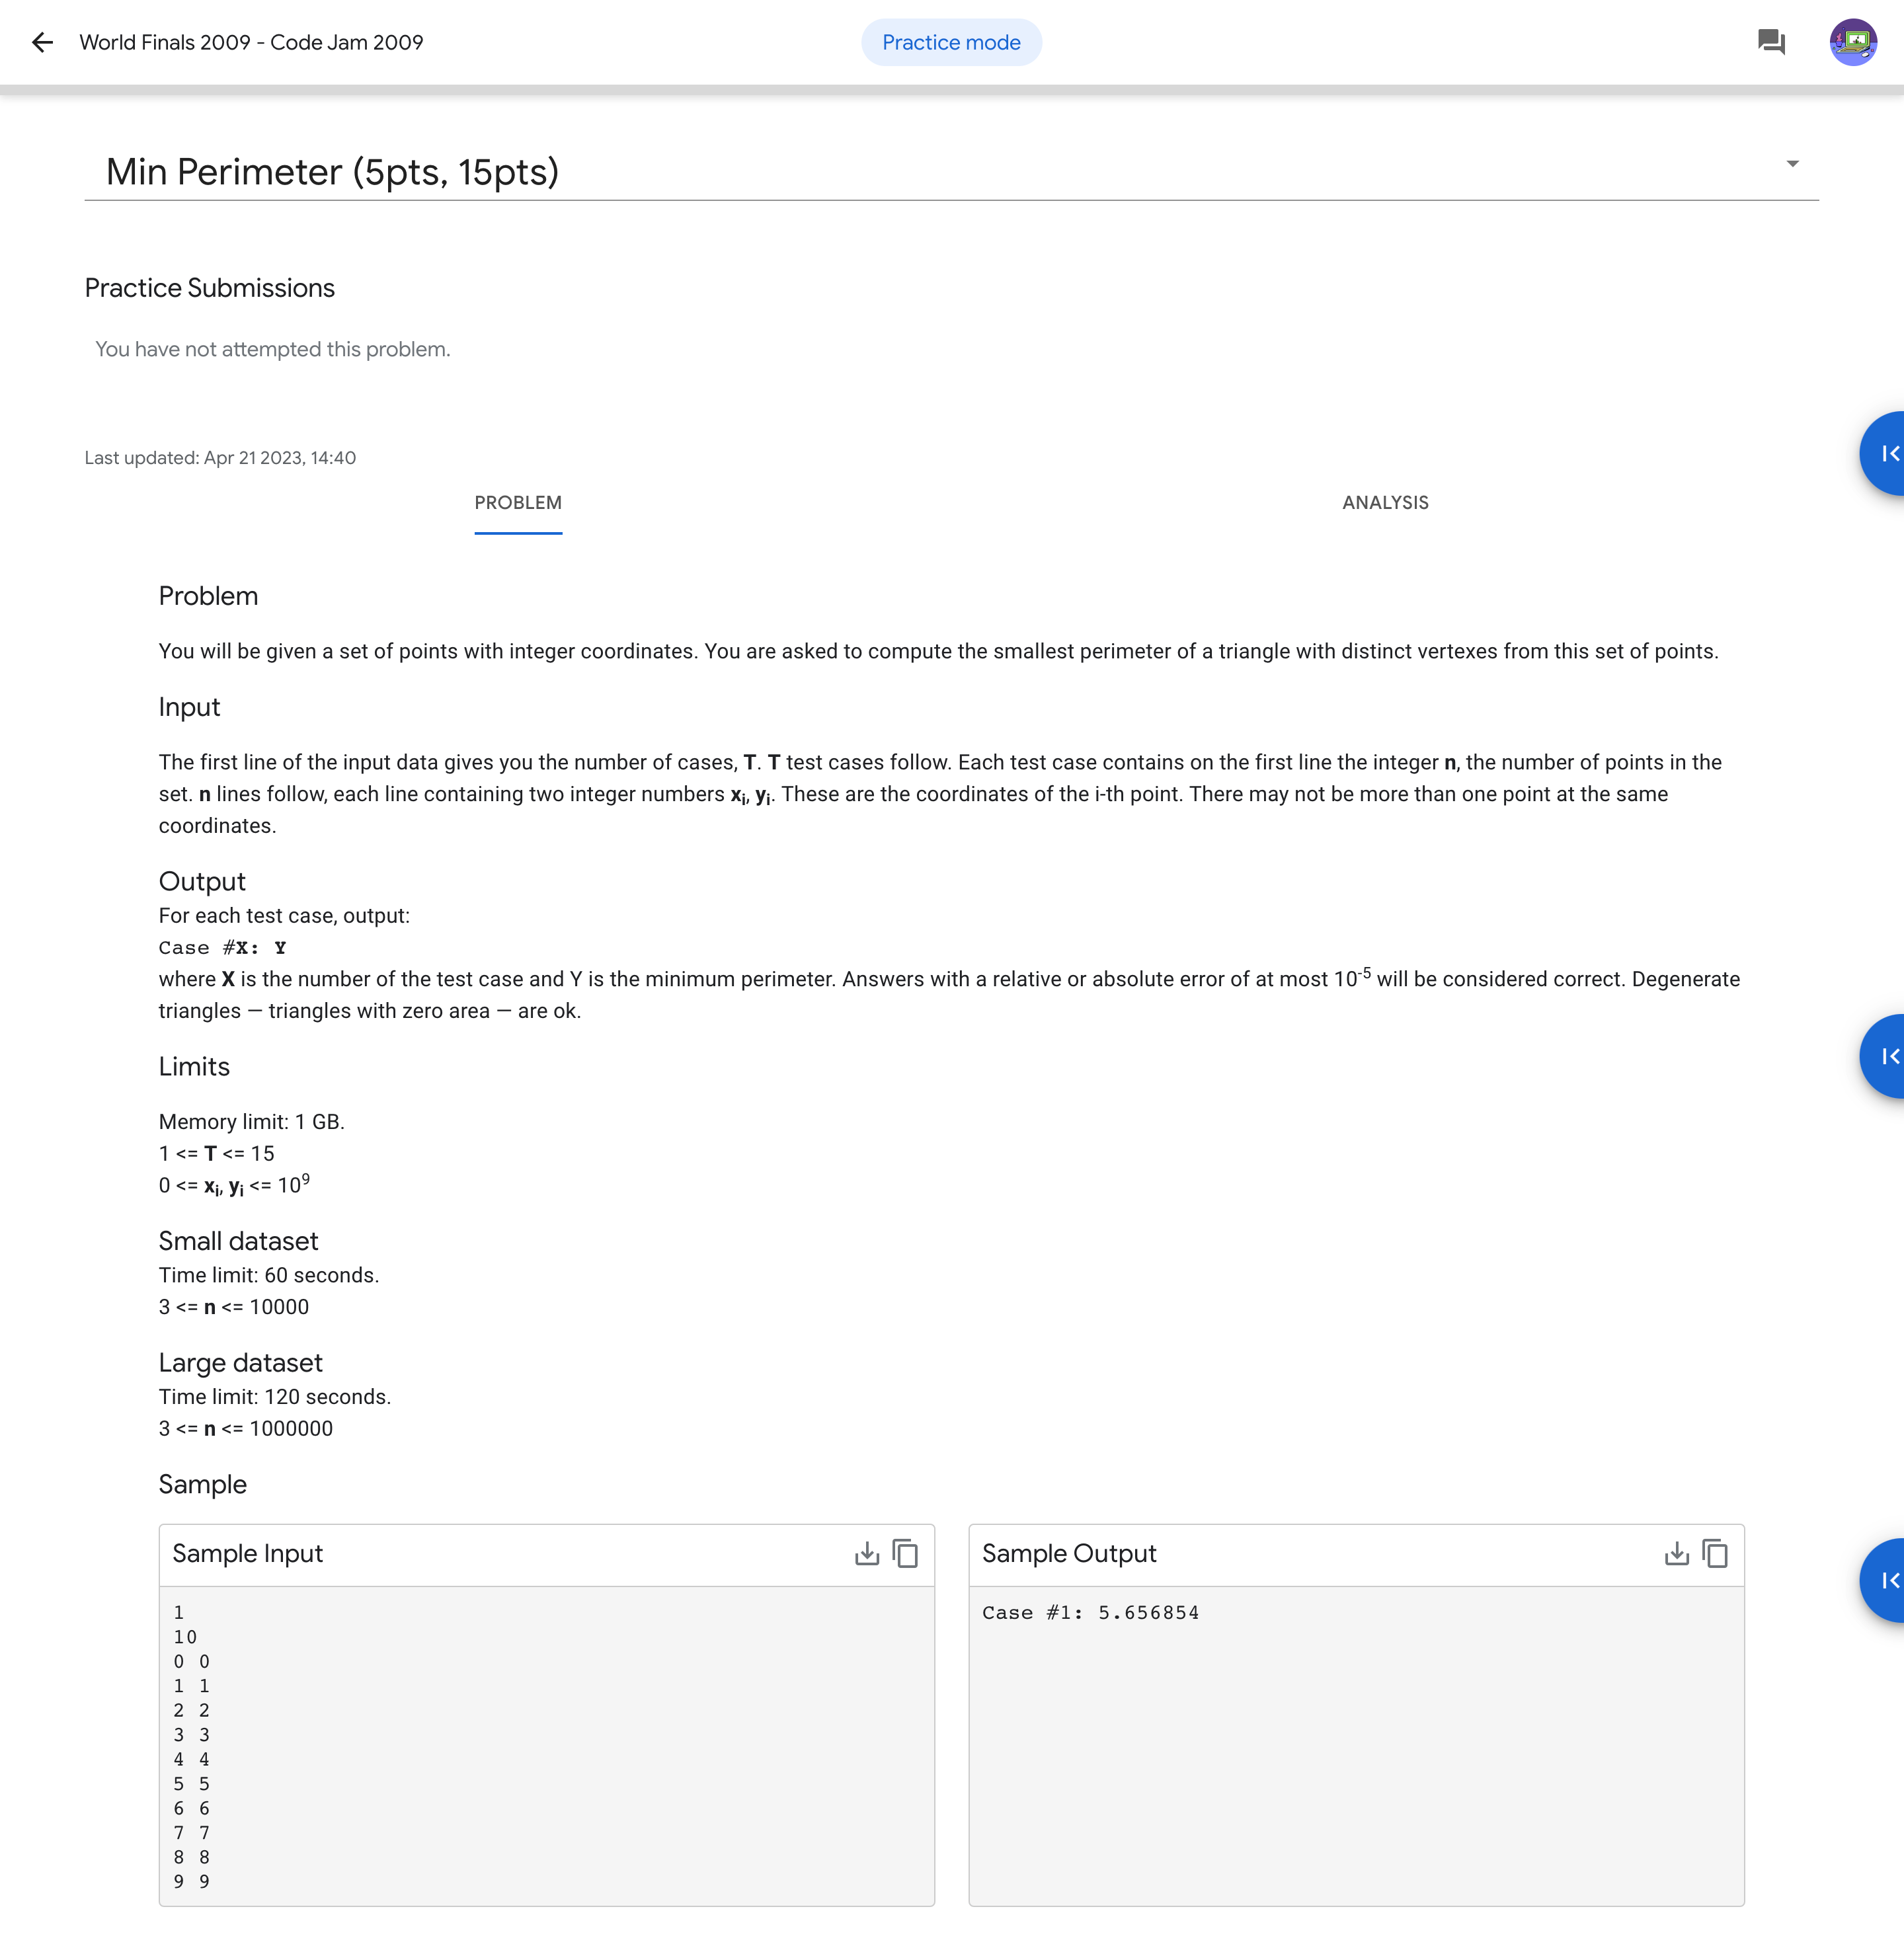 World Finals 2009 - Code Jam 2009
Practice mode
Min Perimeter (5pts, 15pts)
Practice Submissions
You have not attempted this problem.
Last updated: Apr 21 2023, 14:40
PROBLEM
ANALYSIS
Problem
You will be given a set of points with integer coordinates. You are asked to compute the smallest perimeter of a triangle with distinct vertexes from this set of points.
Input
The first line of the input data gives you the number of cases, T. T test cases follow. Each test case contains on the first line the integer n, the number of points in the
set. n lines follow, each line containing two integer numbers xi, yi. These are the coordinates of the i-th point. There may not be more than one point at the same
coordinates.
Output
For each test case, output:
Case #X: Y
where X is the number of the test case and Y is the minimum perimeter. Answers with a relative or absolute error of at most 10-5 will be considered correct. Degenerate
triangles — triangles with zero area — are ok.
Limits
Memory limit: 1 GB.
1 <= T <= 15
0 <= xi, yi <= 109
Small dataset
Time limit: 60 seconds.
3 <= n <= 10000
Large dataset
Time limit: 120 seconds.
3 <= n <= 1000000
Sample
Sample Input
1
10
0 0
1 1
2 2
3 3
4 4
5 5
6 6
7 7
8 8
9 9
Sample Output
Case #1: 5.656854